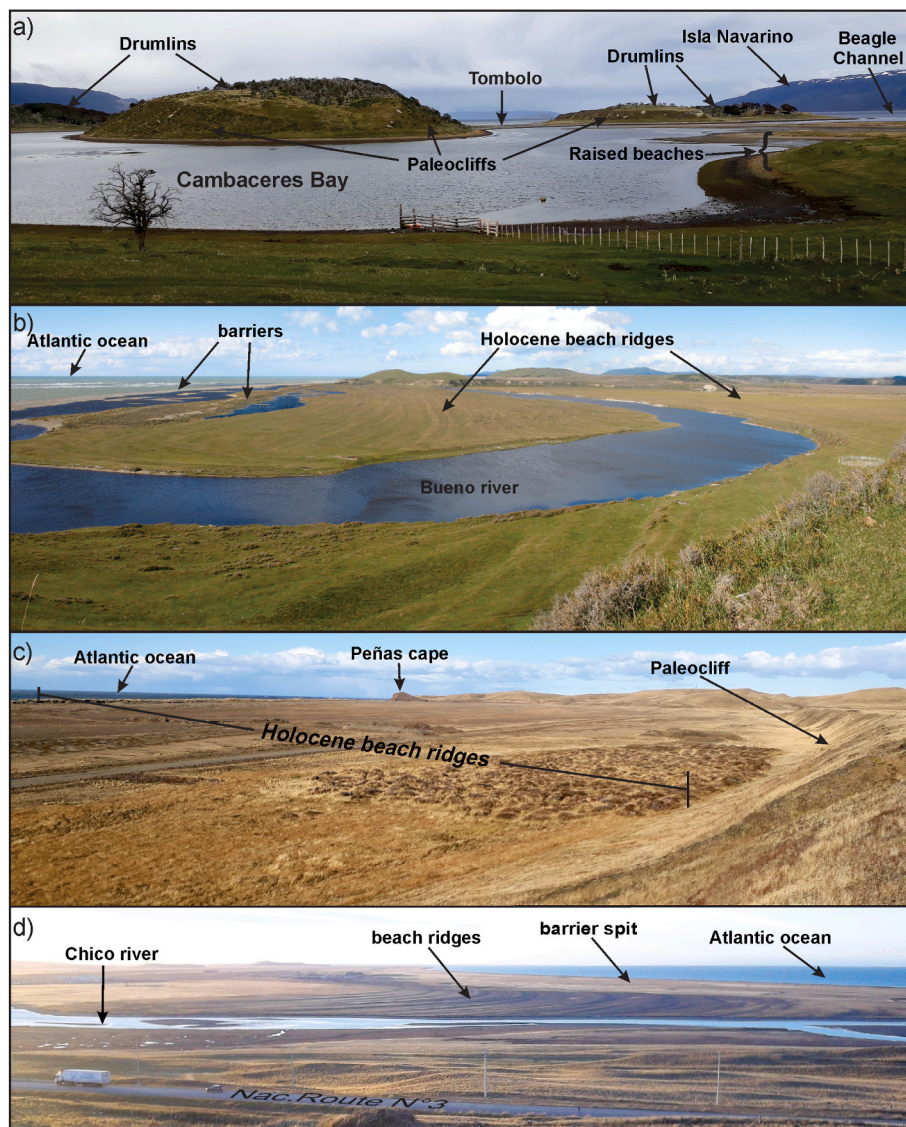 a)
Drumlins
Tombolo
Drumlins
Isla Navarino
Beagle
Channel
Paleocliffs
Raised beaches
Cambaceres Bay
b)
Atlantic ocean
barriers
Holocene beach ridges
Bueno river
c)
Atlantic ocean
Peñas cape
Paleocliff
Holocene beach ridges
d)
Chico river
beach ridges
barrier spit
Atlantic ocean
Nac.Route N°3